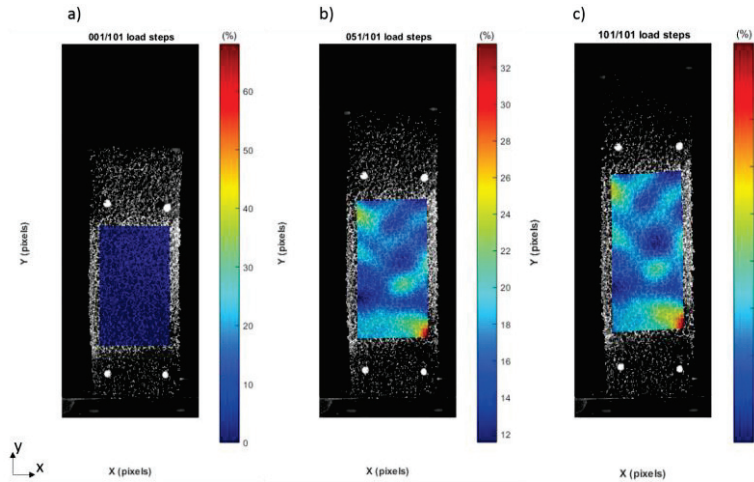 a)
001/101 load steps
(%)
60
50
40
30
20
10
0
Y (pixels)
X (pixels)
b)
051/101 load steps
(%)
32
30
28
26
24
22
20
18
16
14
12
Y (pixels)
X (pixels)
c)
101/101 load steps
(%)
Y (pixels)
X (pixels)
y
x